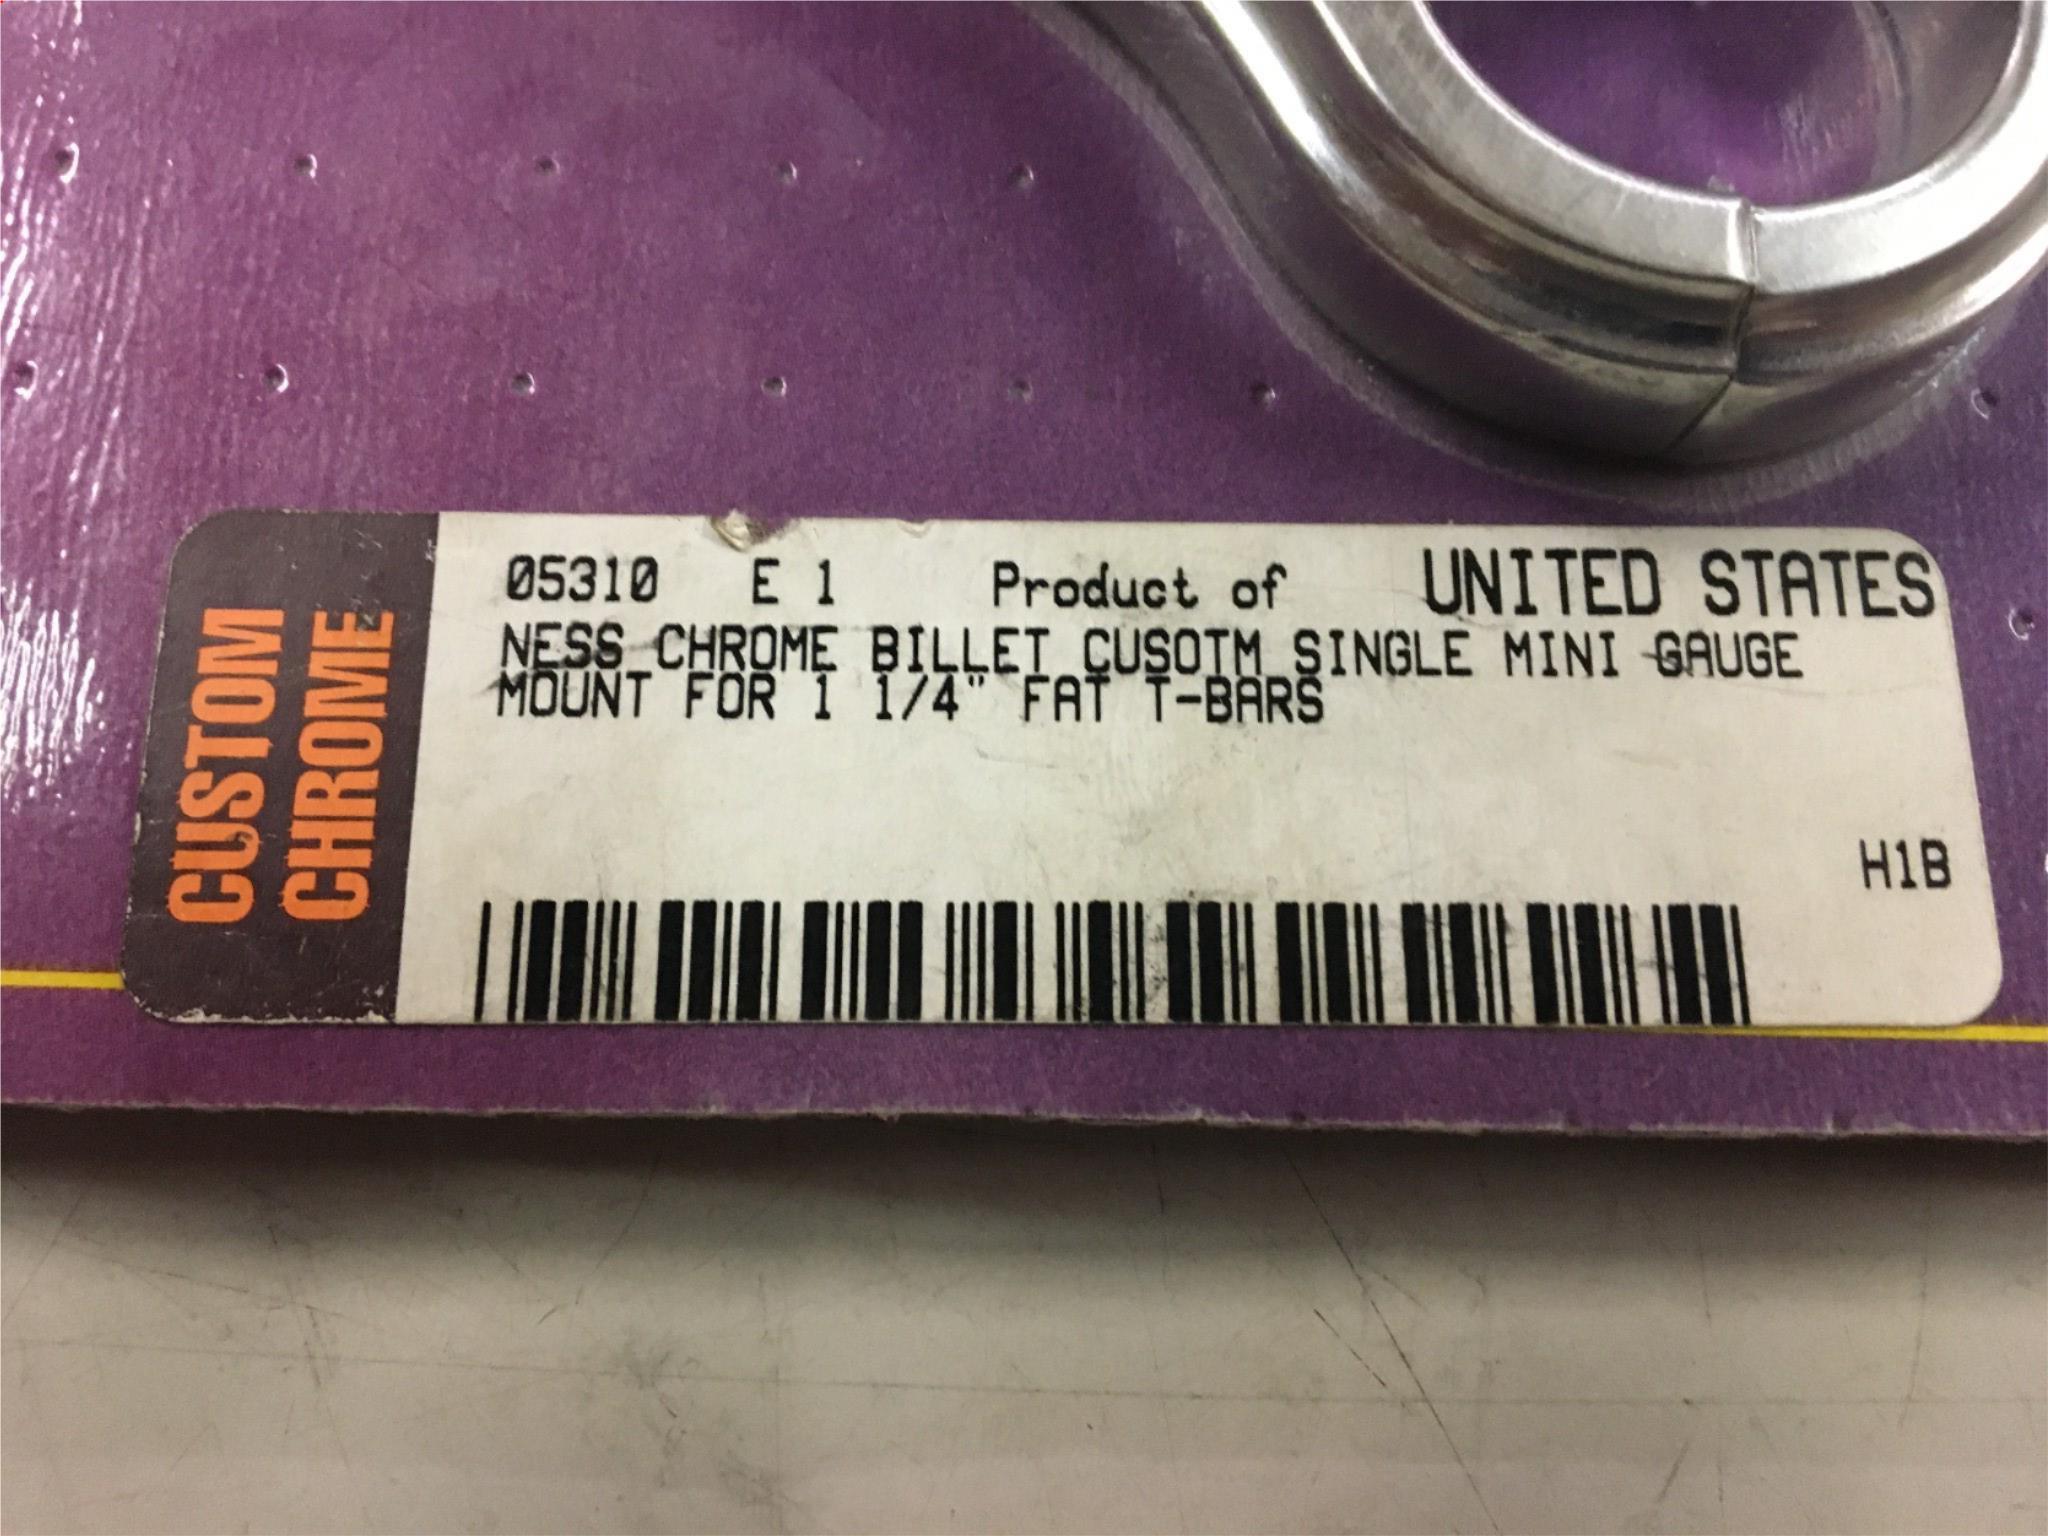 CUSTOM
CHROME
05310 E 1 Product of UNITED STATES
NESS CHROME BILLET CUSOTM SINGLE MINI GAUGE
MOUNT FOR 1 1/4" FAT T-BARS
H1B